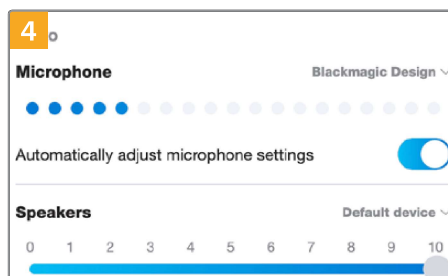 4
o
Microphone Blackmagic Design
Automatically adjust microphone settings
Speakers Default device
0 1 2 3 4 5 6 7 8 9 10